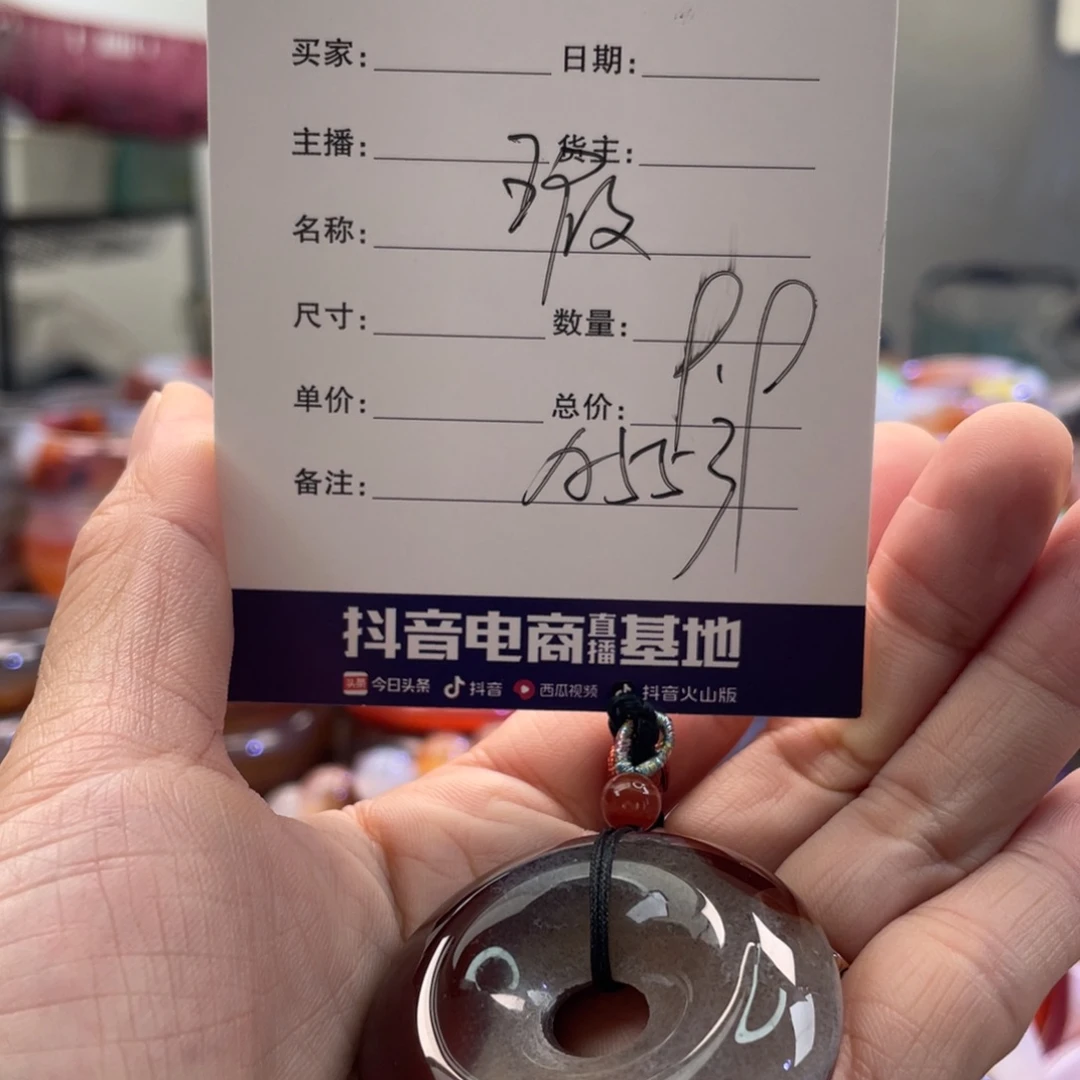 买家： 日期：
主播： 货主：
名称：
尺寸： 数量：
单价： 总价：
备注：
抖音电商直播基地
头条 今日头条 抖音 西瓜视频 抖音火山版